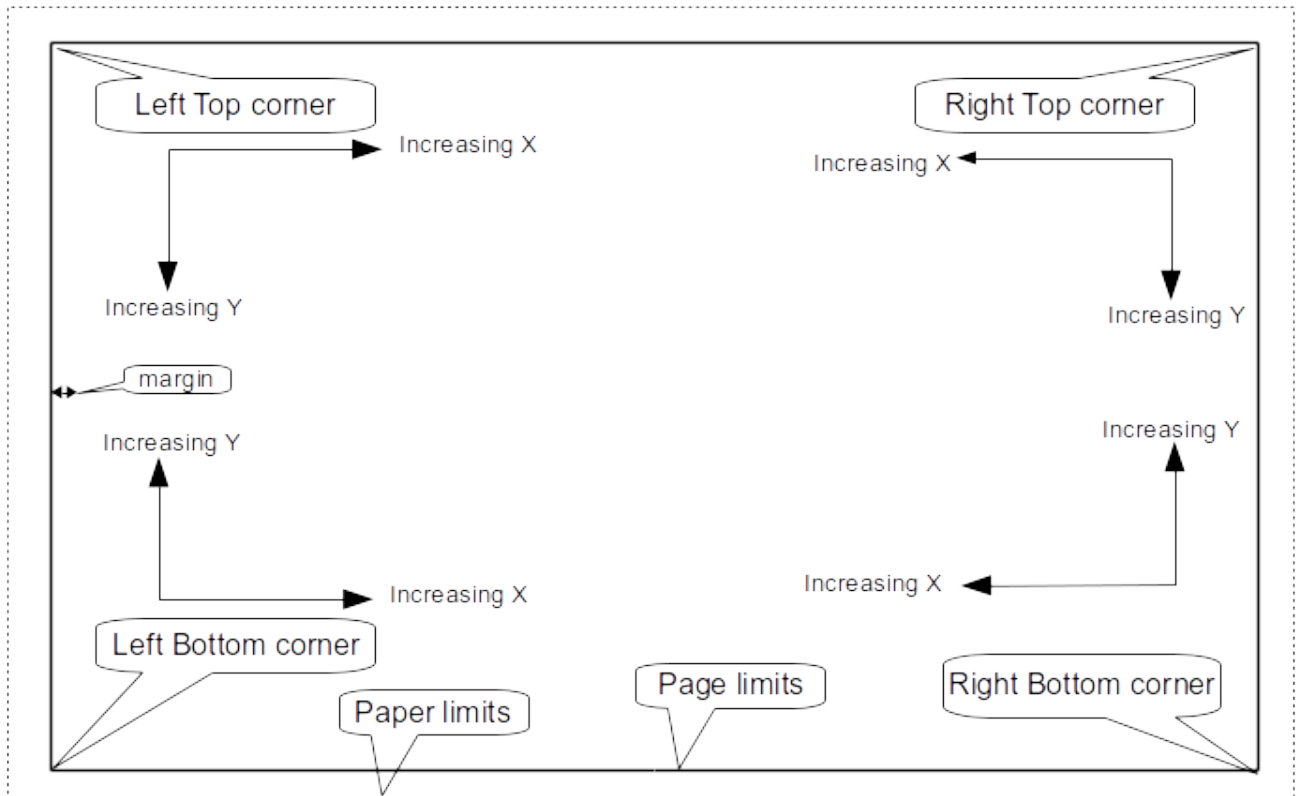 Left Top corner
Right Top corner
Increasing X
Increasing X
Increasing Y
Increasing Y
margin
Increasing Y
Increasing Y
Increasing X
Increasing X
Left Bottom corner
Page limits
Right Bottom corner
Paper limits